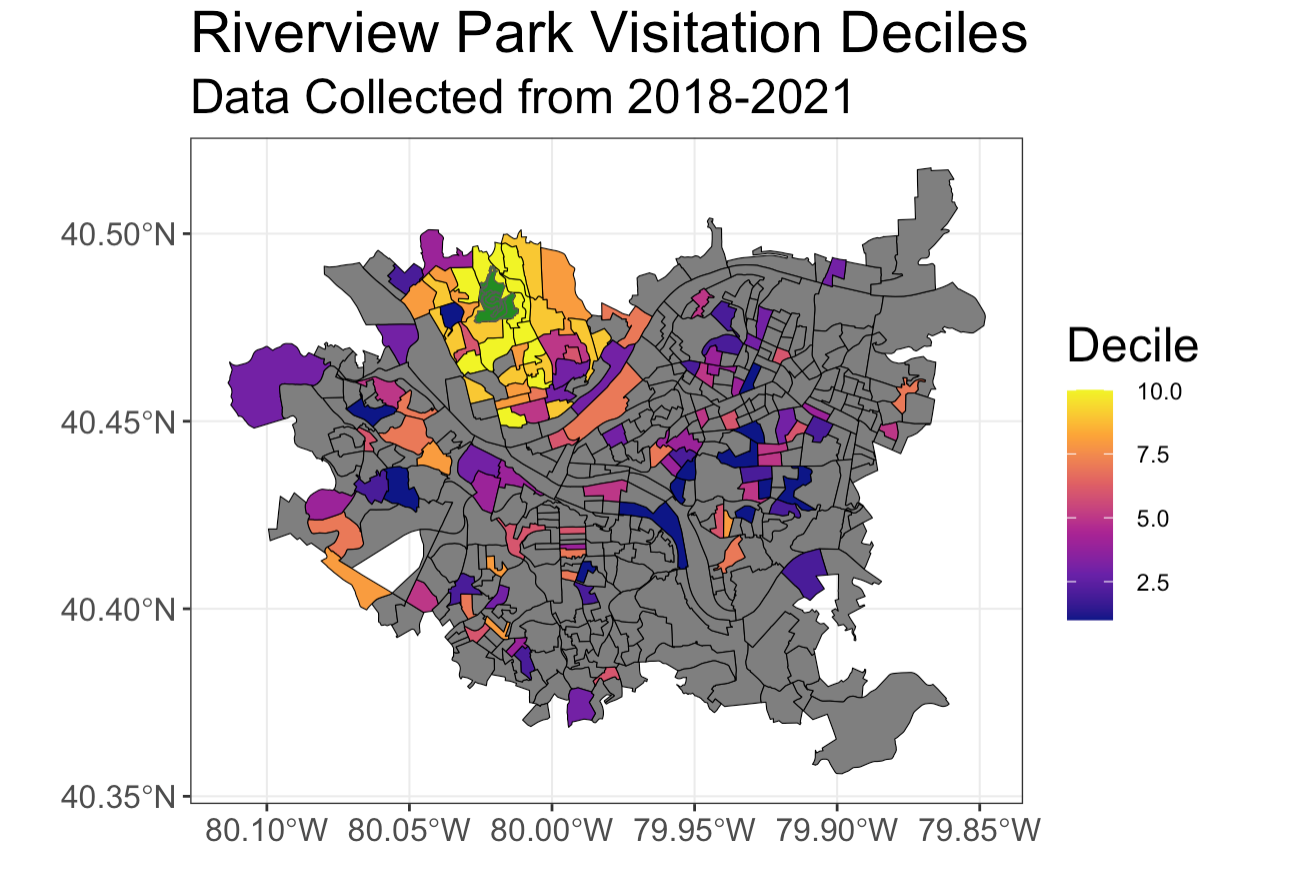 Riverview Park Visitation Deciles
Data Collected from 2018-2021
40.50°N
40.45°N
40.40°N
40.35°N
80.10°W 80.05°W 80.00°W 79.95°W 79.90°W 79.85°W
Decile
10.0
7.5
5.0
2.5